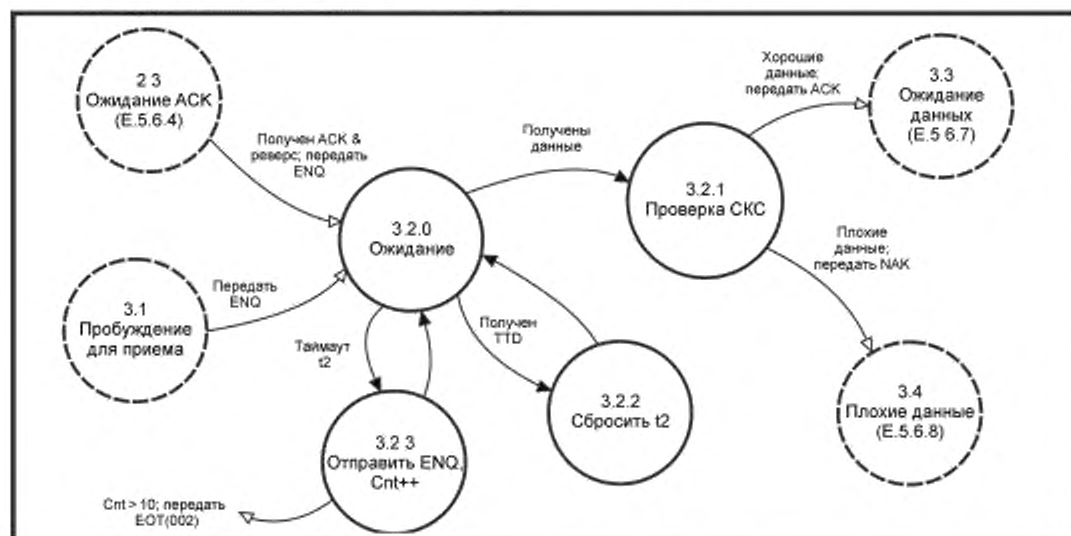 2 3
Ожидание ACK
(E.5.6.4)
Получен ACK &
реверс; передать
ENQ
Получены
данные
Хорошие
данные;
передать ACK
3.3
Ожидание
данных
(E.5 6.7)
3.2.0
Ожидание
3.2.1
Проверка СКС
Плохие
данные;
передать NAK
3.1
Пробуждение
для приема
Передать
ENQ
Таймаут
t2
Получен
TTD
3.2.2
Сбросить t2
3.4
Плохие данные
(E.5.6.8)
3.2 3
Отправить ENQ,
Cnt++
Cnt > 10; передать
EOT(002)